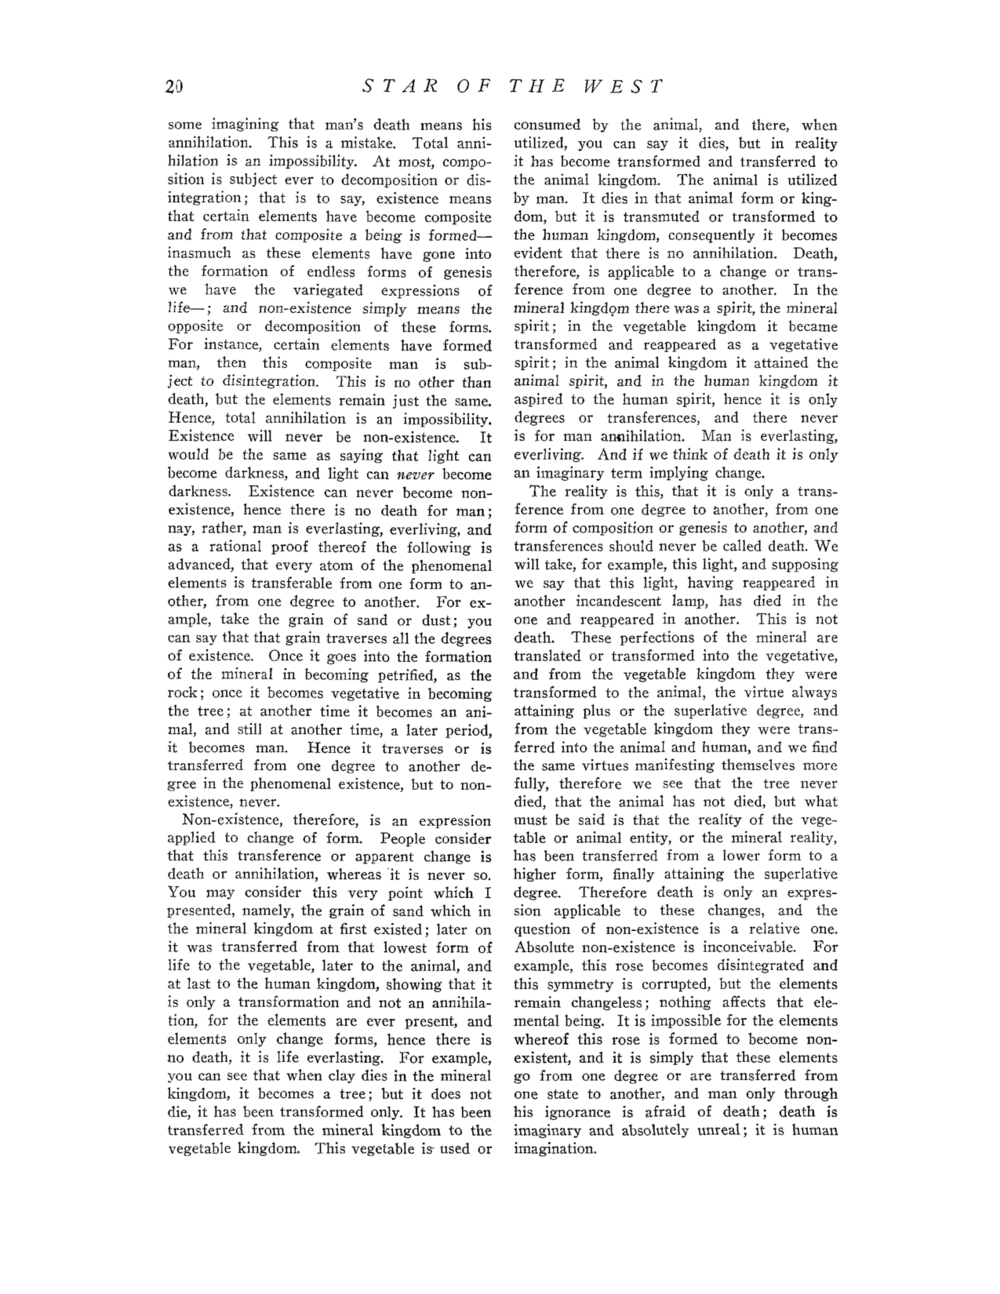 20
STAR OF THE WEST
some imagining that man's death means his
annihilation. This is a mistake. Total anni-
hilation is an impossibility. At most, compo-
sition is subject ever to decomposition or dis-
integration; that is to say, existence means
that certain elements have become composite
and from that composite a being is formed—
inasmuch as these elements have gone into
the formation of endless forms of genesis
we have the variegated expressions of
life—; and non-existence simply means the
opposite or decomposition of these forms.
For instance, certain elements have formed
man, then this composite man is sub-
ject to disintegration. This is no other than
death, but the elements remain just the same.
Hence, total annihilation is an impossibility.
Existence will never be non-existence. It
would be the same as saying that light can
become darkness, and light can never become
darkness. Existence can never become non-
existence, hence there is no death for man;
nay, rather, man is everlasting, everliving, and
as a rational proof thereof the following is
advanced, that every atom of the phenomenal
elements is transferable from one form to an-
other, from one degree to another. For ex-
ample, take the grain of sand or dust; you
can say that that grain traverses all the degrees
of existence. Once it goes into the formation
of the mineral in becoming petrified, as the
rock; once it becomes vegetative in becoming
the tree; at another time it becomes an ani-
mal, and still at another time, a later period,
it becomes man. Hence it traverses or is
transferred from one degree to another de-
gree in the phenomenal existence, but to non-
existence, never.
Non-existence, therefore, is an expression
applied to change of form. People consider
that this transference or apparent change is
death or annihilation, whereas it is never so.
You may consider this very point which I
presented, namely, the grain of sand which in
the mineral kingdom at first existed; later on
it was transferred from that lowest form of
life to the vegetable, later to the animal, and
at last to the human kingdom, showing that it
is only a transformation and not an annihila-
tion, for the elements are ever present, and
elements only change forms, hence there is
no death, it is life everlasting. For example,
you can see that when clay dies in the mineral
kingdom, it becomes a tree; but it does not
die, it has been transformed only. It has been
transferred from the mineral kingdom to the
vegetable kingdom. This vegetable is used or
consumed by the animal, and there, when
utilized, you can say it dies, but in reality
it has become transformed and transferred to
the animal kingdom. The animal is utilized
by man. It dies in that animal form or king-
dom, but it is transmuted or transformed to
the human kingdom, consequently it becomes
evident that there is no annihilation. Death,
therefore, is applicable to a change or trans-
ference from one degree to another. In the
mineral kingdom there was a spirit, the mineral
spirit; in the vegetable kingdom it became
transformed and reappeared as a vegetative
spirit; in the animal kingdom it attained the
animal spirit, and in the human kingdom it
aspired to the human spirit, hence it is only
degrees or transferences, and there never
is for man annihilation. Man is everlasting,
everliving. And if we think of death it is only
an imaginary term implying change.
The reality is this, that it is only a trans-
ference from one degree to another, from one
form of composition or genesis to another, and
transferences should never be called death. We
will take, for example, this light, and supposing
we say that this light, having reappeared in
another incandescent lamp, has died in the
one and reappeared in another. This is not
death. These perfections of the mineral are
translated or transformed into the vegetative,
and from the vegetable kingdom they were
transformed to the animal, the virtue always
attaining plus or the superlative degree, and
from the vegetable kingdom they were trans-
ferred into the animal and human, and we find
the same virtues manifesting themselves more
fully, therefore we see that the tree never
died, that the animal has not died, but what
must be said is that the reality of the vege-
table or animal entity, or the mineral reality,
has been transferred from a lower form to a
higher form, finally attaining the superlative
degree. Therefore death is only an expres-
sion applicable to these changes, and the
question of non-existence is a relative one.
Absolute non-existence is inconceivable. For
example, this rose becomes disintegrated and
this symmetry is corrupted, but the elements
remain changeless; nothing affects that ele-
mental being. It is impossible for the elements
whereof this rose is formed to become non-
existent, and it is simply that these elements
go from one degree or are transferred from
one state to another, and man only through
his ignorance is afraid of death; death is
imaginary and absolutely unreal; it is human
imagination.